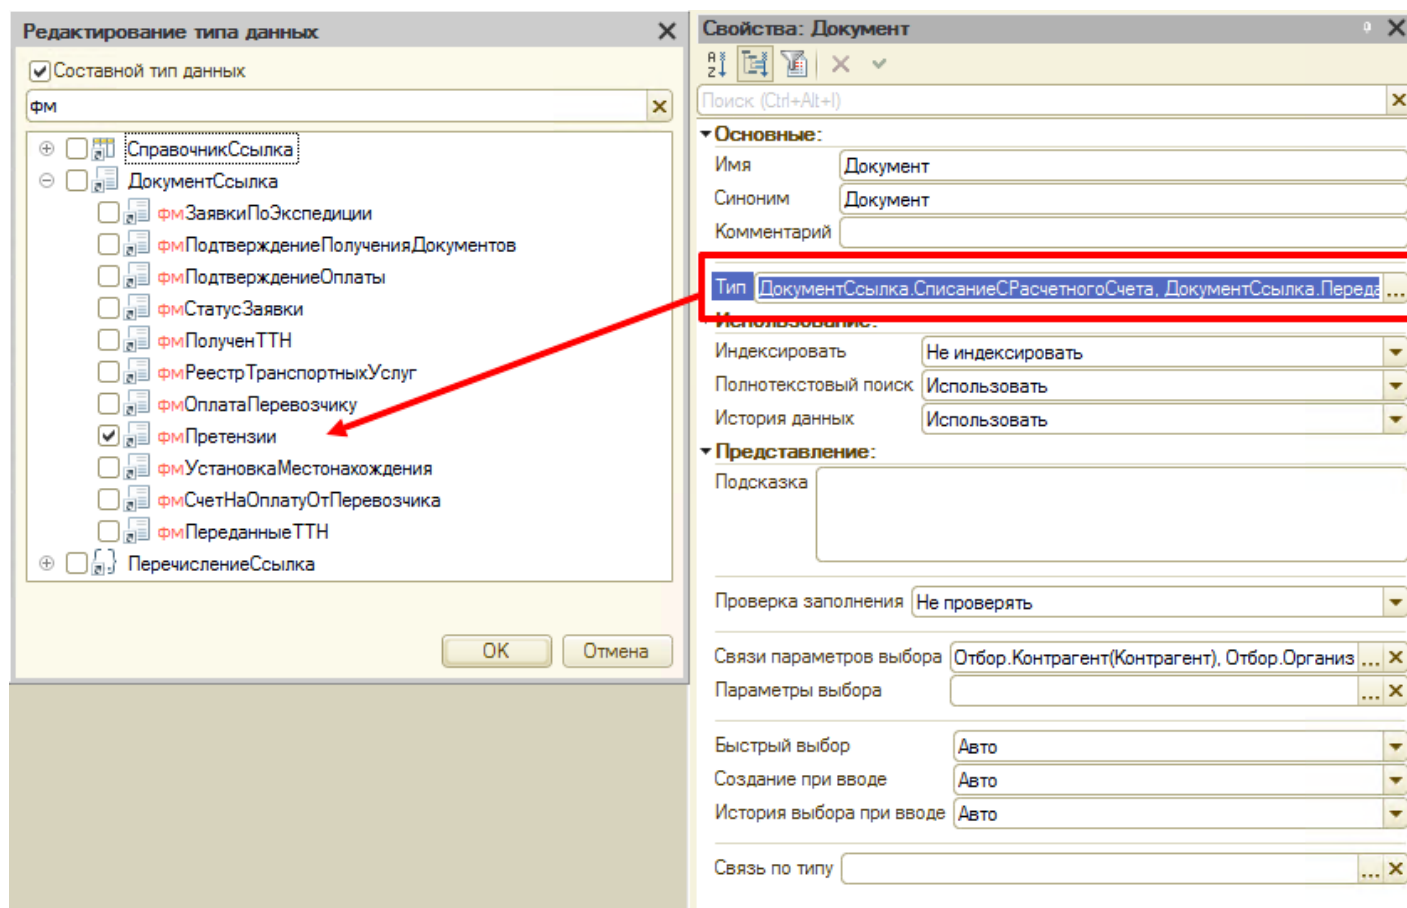 Редактирование типа данных
Составной тип данных
фм
СправочникСсылка
ДокументСсылка
фмЗаявкиПоЭкспедиции
фмПодтверждениеПолученияДокументов
фмПодтверждениеОплаты
фмСтатусЗаявки
фмПолученТТН
фмРеестрТранспортныхУслуг
фмОплатаПеревозчику
фмПретензии
фмУстановкаМестонахождения
фмСчетНаОплатуОтПеревозчика
фмПереданныеТТН
ПеречислениеСсылка
OK
Отмена
Свойства: Документ
Поиск (Ctrl+Alt+I)
Основные:
Имя Документ
Синоним Документ
Комментарий
Тип ДокументСсылка.СписаниеСРасчетногоСчета, ДокументСсылка.Переда ...
Использование:
Индексировать Не индексировать
Полнотекстовый поиск Использовать
История данных Использовать
Представление:
Подсказка
Проверка заполнения Не проверять
Связи параметров выбора Отбор.Контрагент(Контрагент), Отбор.Организ ...
Параметры выбора ...
Быстрый выбор Авто
Создание при вводе Авто
История выбора при вводе Авто
Связь по типу ...